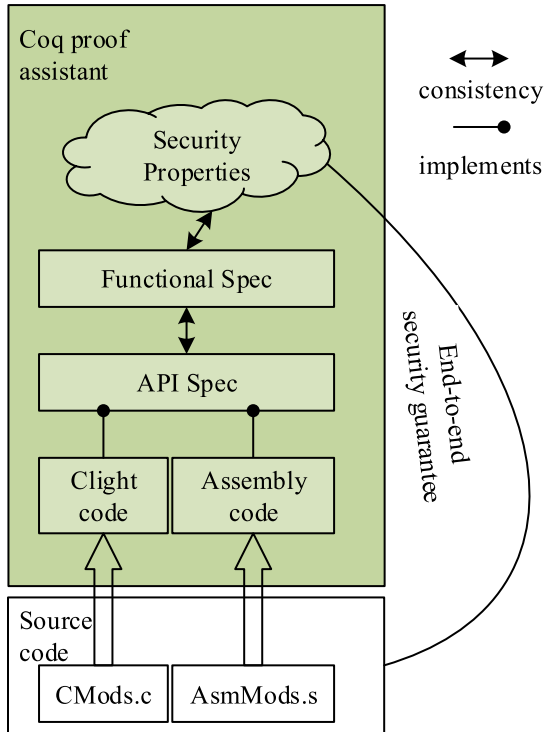 Coq proof
assistant
consistency
implements
Security
Properties
Functional Spec
API Spec
Clight
code
Assembly
code
End-to-end
security guarantee
Source
code
CMods.c
AsmMods.s